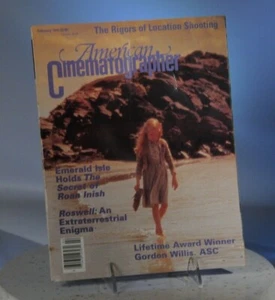 The Rigors of Location Shooting
American
Cinematographer
Emerald Isle
Holds The
Secret of
Roan Inish
Roswell: An
Extraterrestrial
Enigma
Lifetime Award Winner
Gordon Willis, ASC